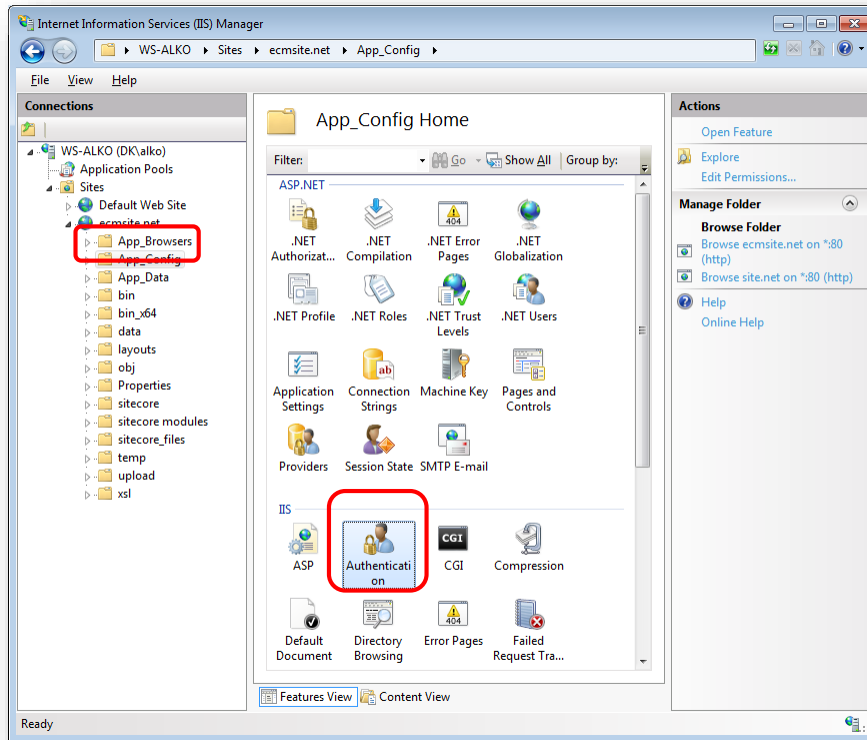 Internet Information Services (IIS) Manager
WS-ALKO
Sites
ecmsite.net
App_Config
File View Help
Connections
WS-ALKO (DK\alko)
Application Pools
Sites
Default Web Site
ecmsite.net
App_Browsers
App_Config
App_Data
bin
bin_x64
data
layouts
obj
Properties
sitecore
sitecore modules
sitecore_files
temp
upload
xsl
App_Config Home
Filter: Go Show All Group by:
ASP.NET
.NET
Authorizat...
.NET
Compilation
.NET Error
Pages
.NET
Globalization
.NET Profile
.NET Roles
.NET Trust
Levels
.NET Users
Application
Settings
Connection
Strings
Machine Key
Pages and
Controls
Providers
Session State
SMTP E-mail
IIS
ASP
Authenticati
on
CGI
CGI
Compression
Default
Document
Directory
Browsing
404
Error Pages
Failed
Request Tra...
Features View
Content View
Actions
Open Feature
Explore
Edit Permissions...
Manage Folder
Browse Folder
Browse ecmsite.net on *:80
(http)
Browse site.net on *:80 (http)
Help
Online Help
Ready